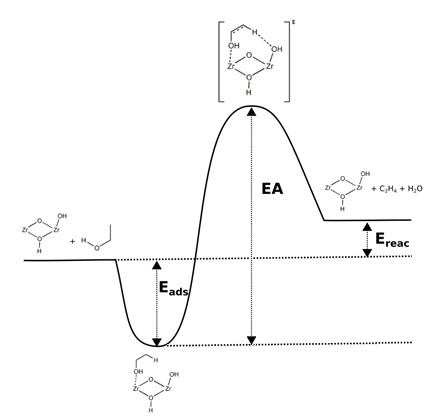 H
‡
OH
OH
O
Zr
Zr
O
H
EA
OH
O
Zr
Zr
O
H
+ C₂H₄ + H₂O
OH
O
Zr
Zr
O
H
+
H
O
Ereac
Eads
H
OH
OH
O
Zr
Zr
O
H